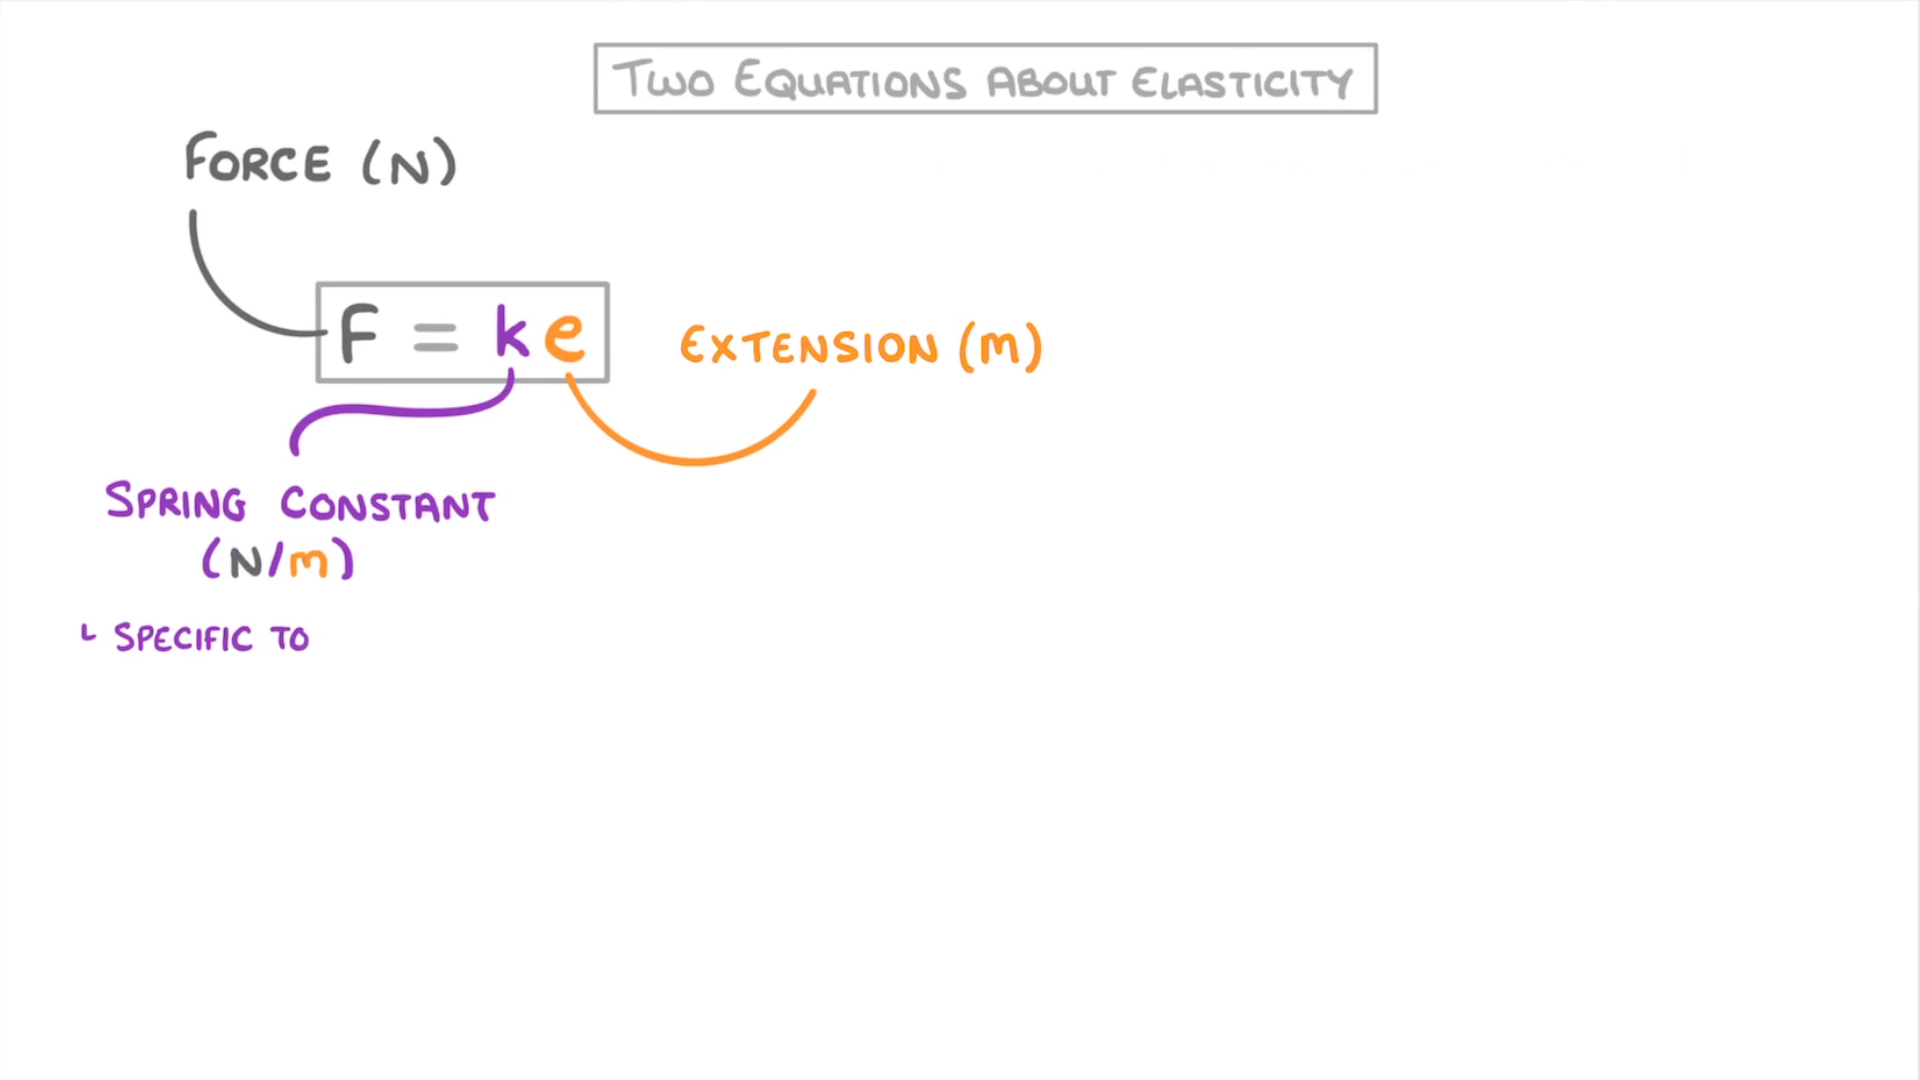 TWO EQUATIONS ABOUT ELASTICITY
FORCE (N)
F = ke
EXTENSION (m)
SPRING CONSTANT
(N/m)
SPECIFIC TO